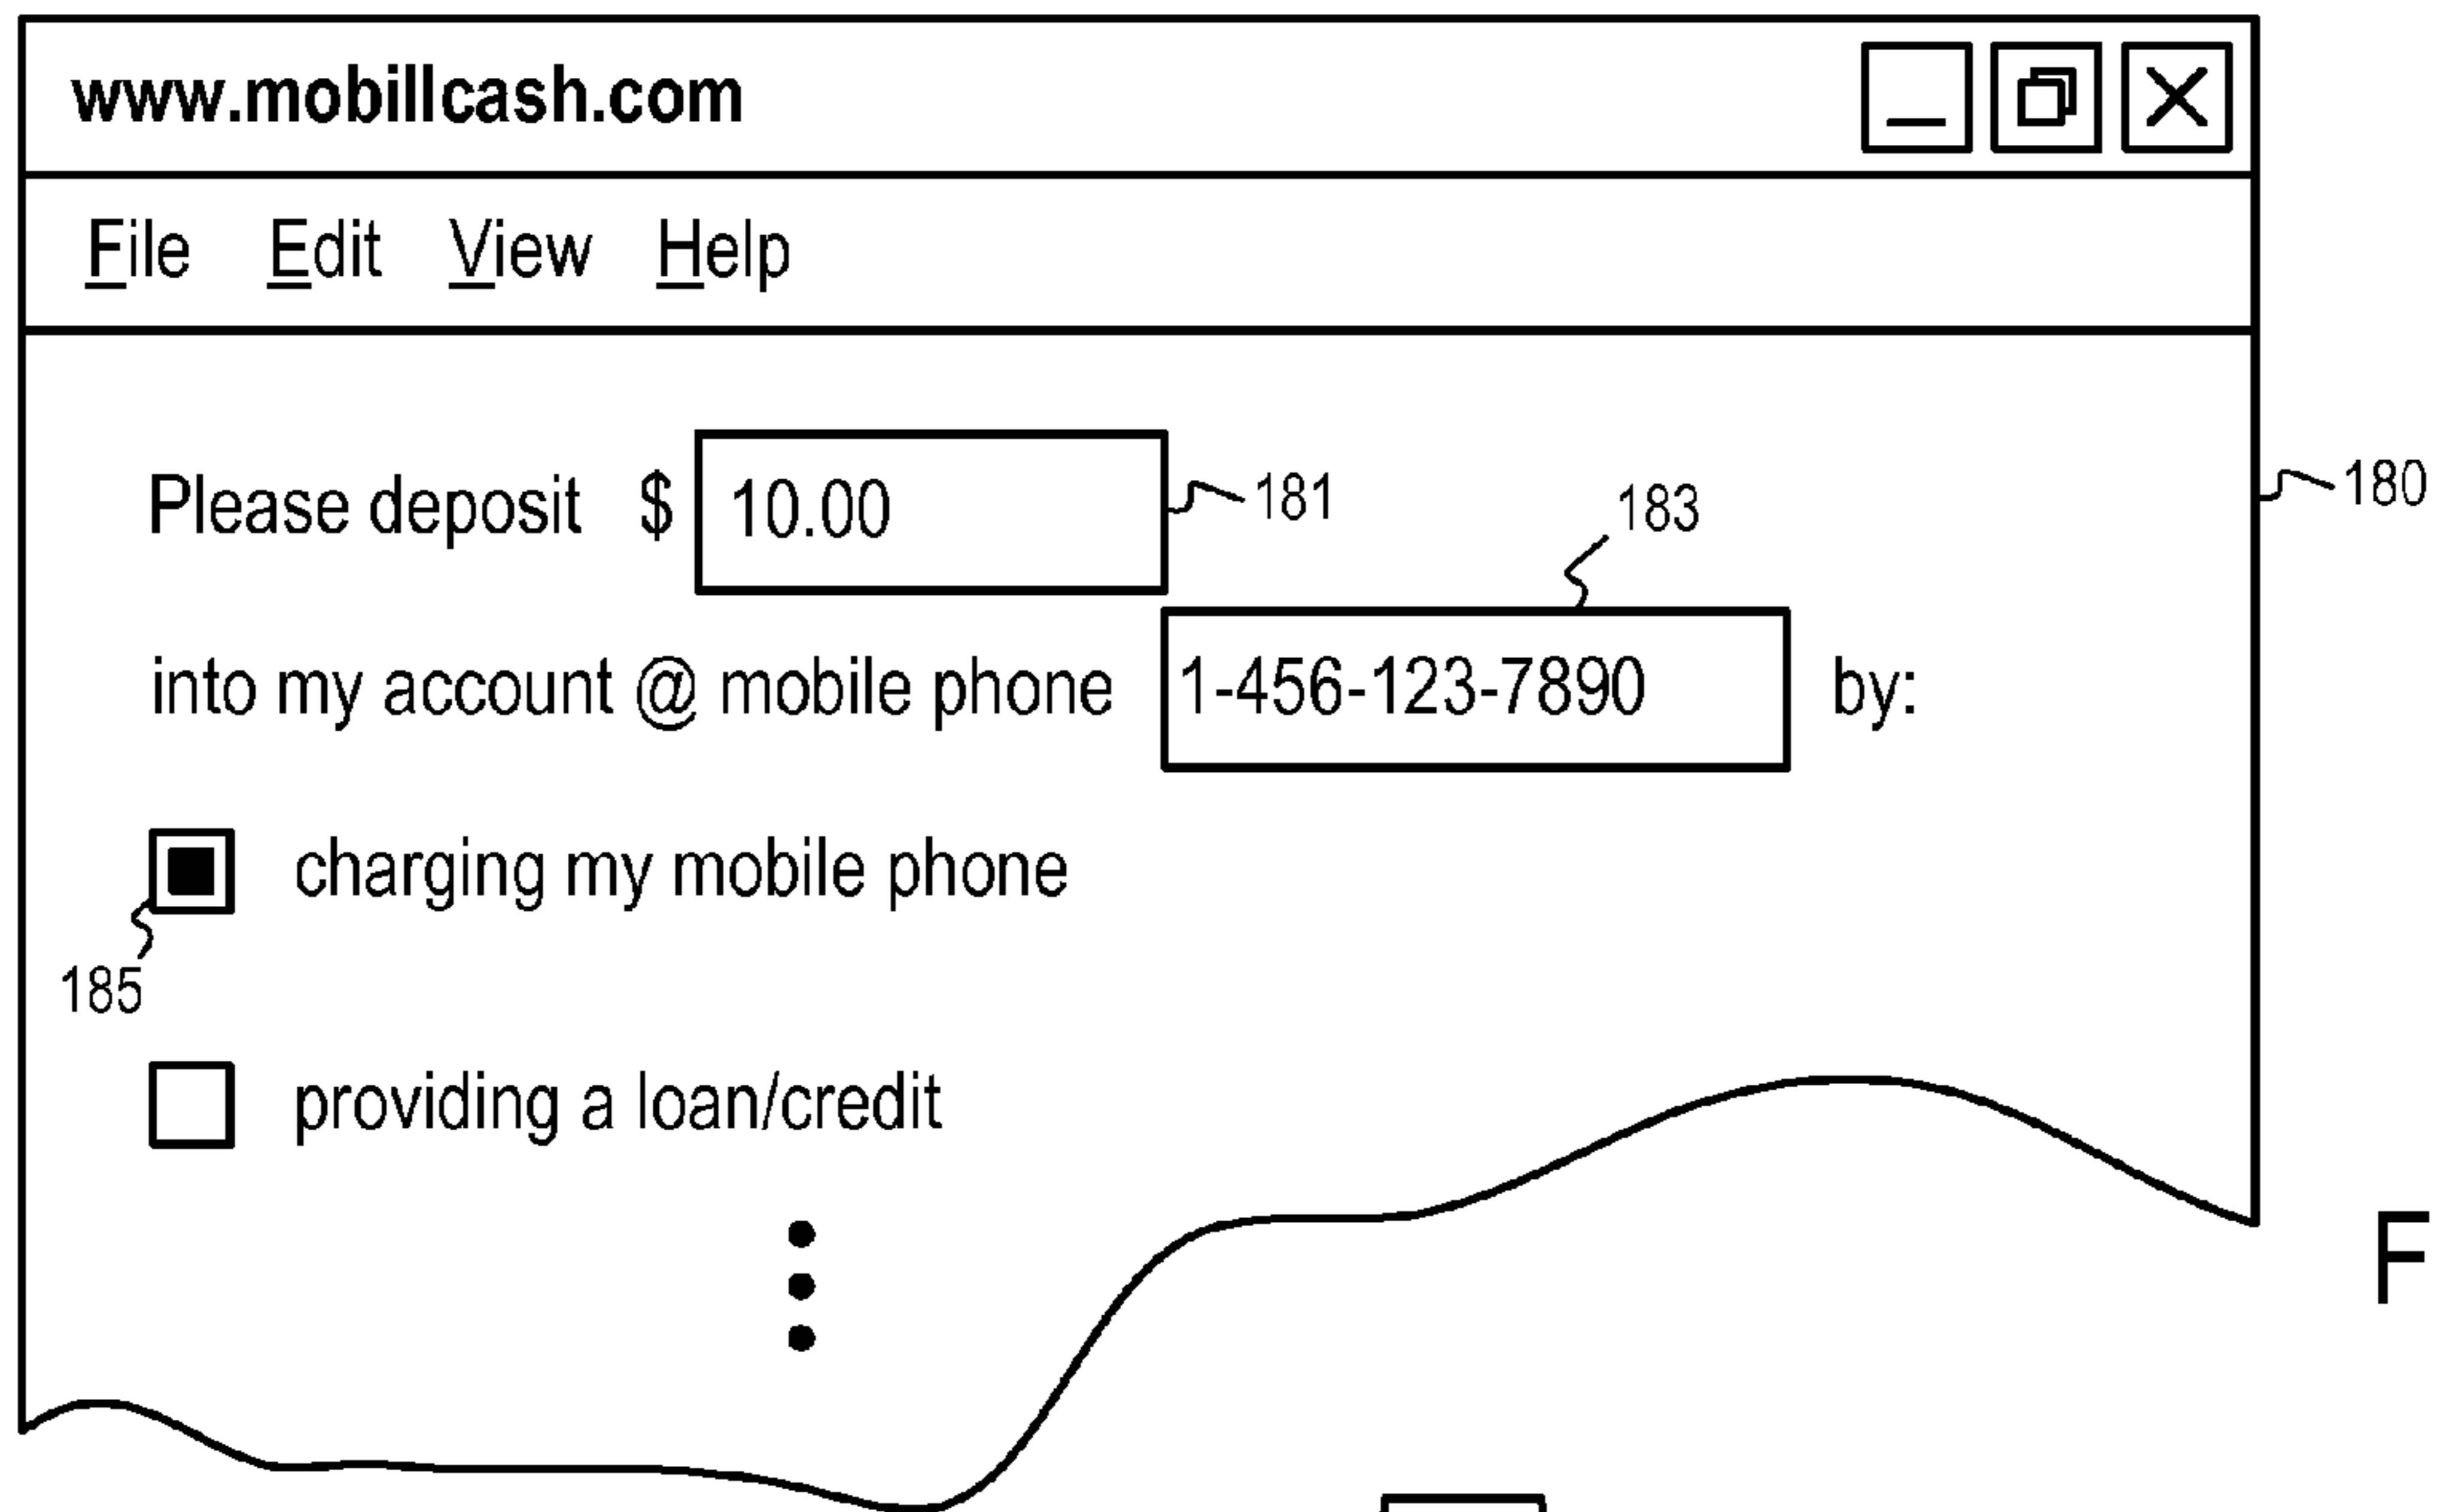 www.mobillcash.com
File Edit View Help
Please deposit $ 10.00
181
183
180
into my account @ mobile phone 1-456-123-7890 by:
charging my mobile phone
185
providing a loan/credit
F